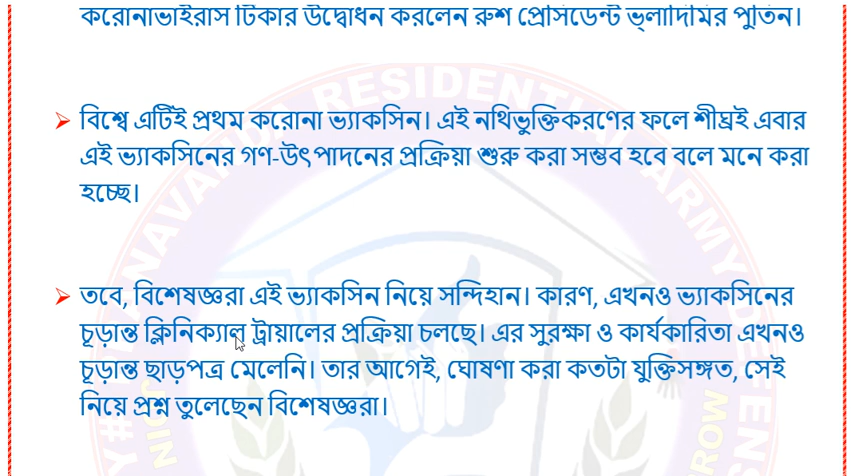 করোনাভাইরাস টিকার উদ্বোধন করলেন রুশ প্রেসিডেন্ট ভ্লাদিমির পুতিন।
➢ বিশ্বে এটিই প্রথম করোনা ভ্যাকসিন। এই নথিভুক্তিকরণের ফলে শীঘ্রই এবার
এই ভ্যাকসিনের গণ-উৎপাদনের প্রক্রিয়া শুরু করা সম্ভব হবে বলে মনে করা
হচ্ছে।
➢ তবে, বিশেষজ্ঞরা এই ভ্যাকসিন নিয়ে সন্দিহান। কারণ, এখনও ভ্যাকসিনের
চূড়ান্ত ক্লিনিক্যাল ট্রায়ালের প্রক্রিয়া চলছে। এর সুরক্ষা ও কার্যকারিতা এখনও
চূড়ান্ত ছাড়পত্র মেলেনি। তার আগেই, ঘোষণা করা কতটা যুক্তিসঙ্গত, সেই
নিয়ে প্রশ্ন তুলেছেন বিশেষজ্ঞরা।